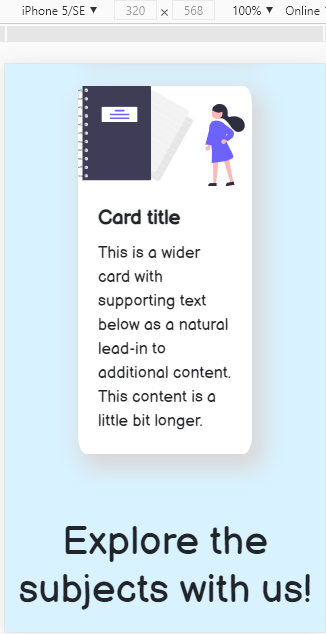 iPhone 5/SE ▼ 320 × 568 100% ▼ Online
Card title
This is a wider
card with
supporting text
below as a natural
lead-in to
additional content.
This content is a
little bit longer.
Explore the
subjects with us!